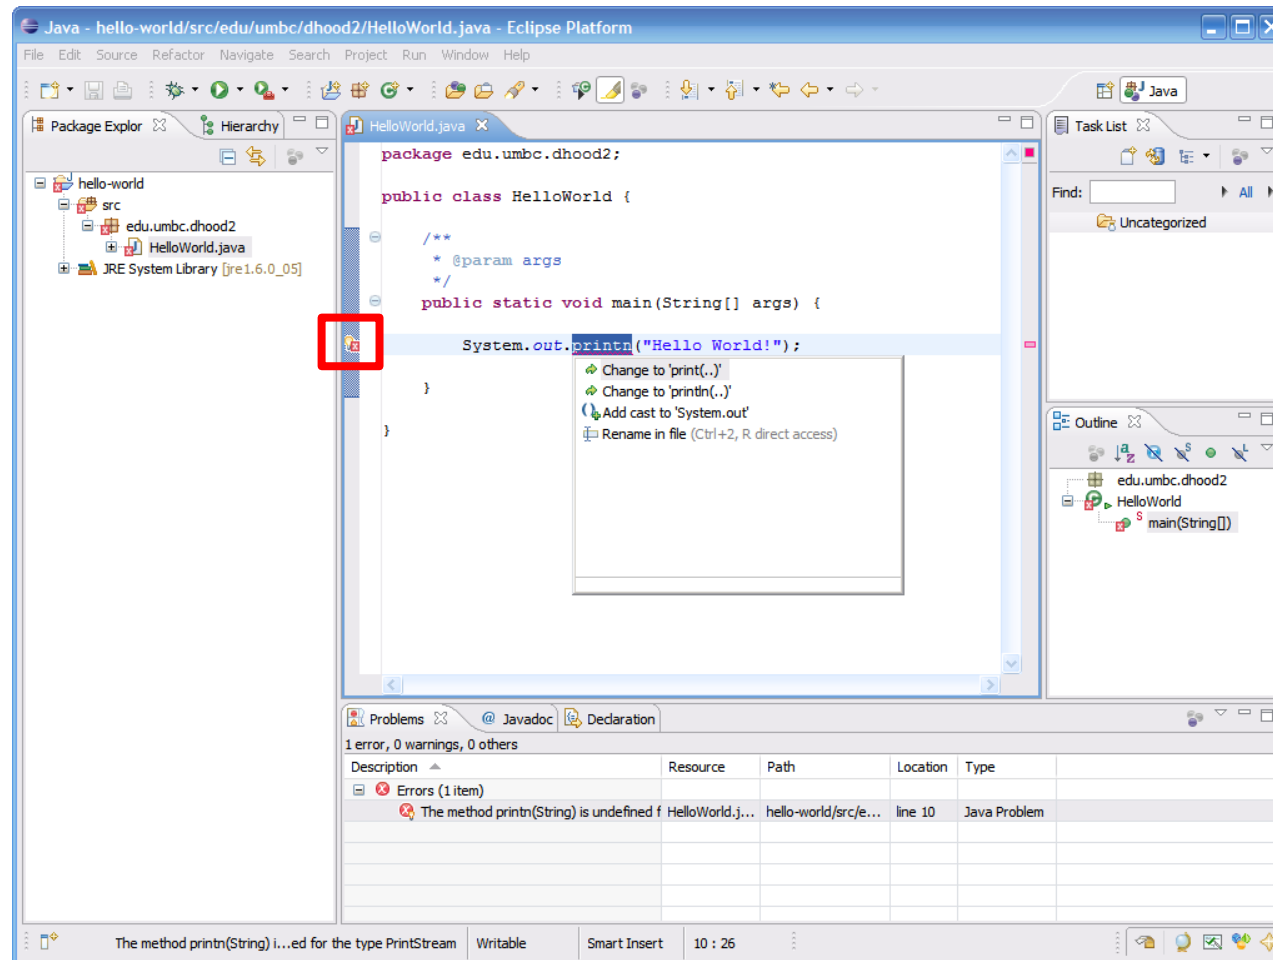 Java - hello-world/src/edu/umbc/dhood2/HelloWorld.java - Eclipse Platform
File Edit Source Refactor Navigate Search Project Run Window Help
Java
Package Explor Hierarchy
hello-world
src
edu.umbc.dhood2
HelloWorld.java
JRE System Library [jre1.6.0_05]
HelloWorld.java
package edu.umbc.dhood2;
public class HelloWorld {
/**
* @param args
*/
public static void main(String[] args) {
System.out.printn("Hello World!");
}
}
Change to 'print(..)'
Change to 'println(..)'
Add cast to 'System.out'
Rename in file (Ctrl+2, R direct access)
Task List
Find: All
Uncategorized
Outline
edu.umbc.dhood2
HelloWorld
main(String[])
Problems @ Javadoc Declaration
1 error, 0 warnings, 0 others
Description Resource Path Location Type
Errors (1 item)
The method printn(String) is undefined f HelloWorld.j... hello-world/src/e... line 10 Java Problem
The method printn(String) i...ed for the type PrintStream Writable Smart Insert 10 : 26